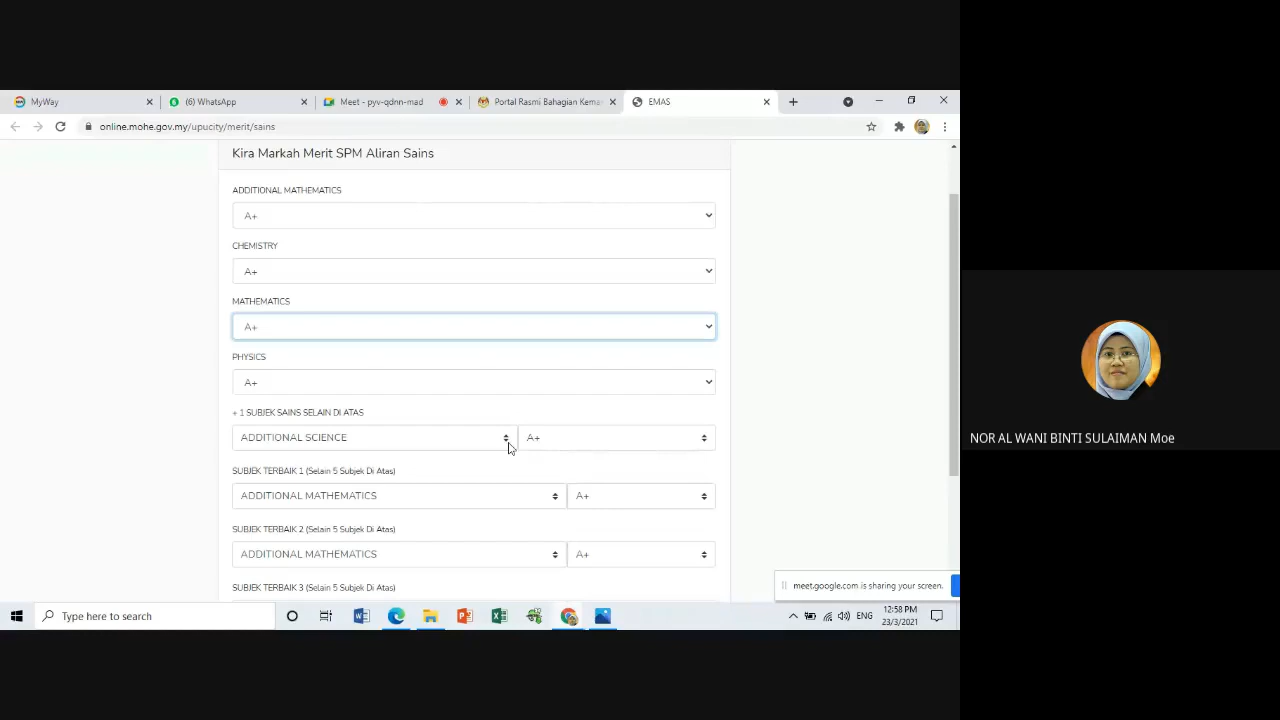 MyWay
(6) WhatsApp
Meet - pyv-qdnn-mad
Portal Rasmi Bahagian Kema
EMAS
online.mohe.gov.my/upucity/merit/sains
Kira Markah Merit SPM Aliran Sains
ADDITIONAL MATHEMATICS
A+
CHEMISTRY
A+
MATHEMATICS
A+
PHYSICS
A+
+ 1 SUBJEK SAINS SELAIN DI ATAS
ADDITIONAL SCIENCE
A+
SUBJEK TERBAIK 1 (Selain 5 Subjek Di Atas)
ADDITIONAL MATHEMATICS
A+
SUBJEK TERBAIK 2 (Selain 5 Subjek Di Atas)
ADDITIONAL MATHEMATICS
A+
SUBJEK TERBAIK 3 (Selain 5 Subjek Di Atas)
meet.google.com is sharing your screen.
Type here to search
ENG
12:58 PM
23/3/2021
NOR AL WANI BINTI SULAIMAN Moe